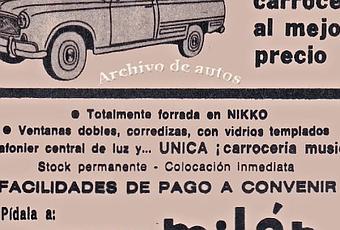 carroce
al mejo
precio
Archivo de autos
● Totalmente forrada en NIKKO
● Ventanas dobles, corredizas, con vidrios templados
afonier central de luz y... UNICA ¡carrocería music
Stock permanente - Colocación inmediata
FACILIDADES DE PAGO A CONVENIR
Pídala a: